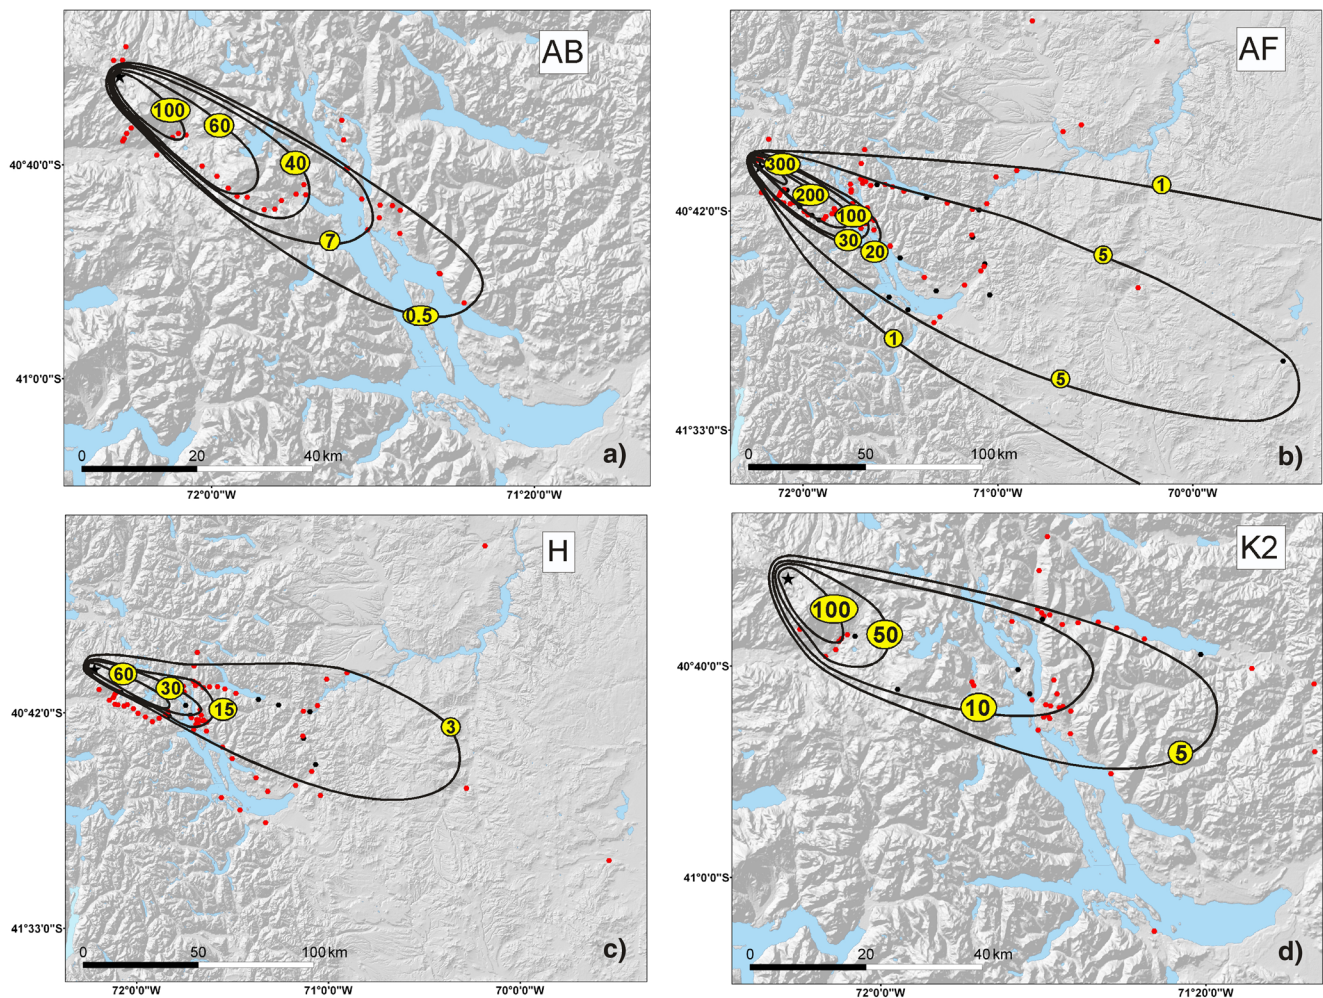 AB
100
60
40
7
0.5
40°40'0"S
41°0'0"S
0 20 40 km
a)
72°0'0"W 71°20'0"W
AF
300
200
100
30
20
1
5
1
5
40°42'0"S
41°33'0"S
0 50 100 km
b)
72°0'0"W 71°0'0"W 70°0'0"W
H
60
30
15
3
40°42'0"S
41°33'0"S
0 50 100 km
c)
72°0'0"W 71°0'0"W 70°0'0"W
K2
100
50
10
5
40°40'0"S
41°0'0"S
0 20 40 km
d)
72°0'0"W 71°20'0"W